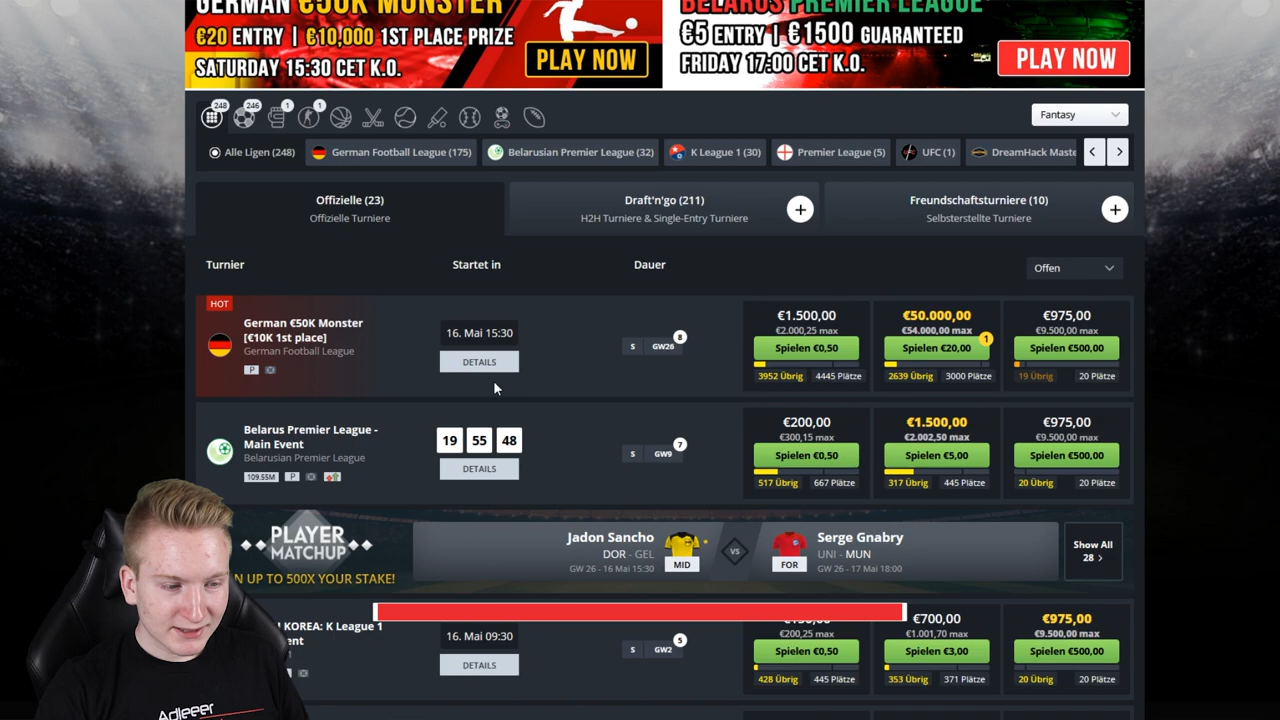 GERMAN €50K MONSTER
€20 ENTRY | €10,000 1ST PLACE PRIZE
SATURDAY 15:30 CET K.O.
PLAY NOW
BELARUS PREMIER LEAGUE
€5 ENTRY | €1500 GUARANTEED
FRIDAY 17:00 CET K.O.
PLAY NOW
248
246
1
1
Fantasy
Alle Ligen (248)
German Football League (175)
Belarusian Premier League (32)
K League 1 (30)
Premier League (5)
UFC (1)
DreamHack Maste
Offizielle (23)
Offizielle Turniere
Draft'n'go (211)
H2H Turniere & Single-Entry Turniere
Freundschaftsturniere (10)
Selbsterstellte Turniere
Turnier
Startet in
Dauer
Offen
HOT
German €50K Monster
[€10K 1st place]
German Football League
P
16. Mai 15:30
DETAILS
S GW26 8
€1.500,00
€2.000,25 max
Spielen €0,50
3952 Übrig 4445 Plätze
€50.000,00
€54.000,00 max
1
Spielen €20,00
2639 Übrig 3000 Plätze
€975,00
€9.500,00 max
Spielen €500,00
19 Übrig 20 Plätze
Belarus Premier League -
Main Event
Belarusian Premier League
109.55M P
19 55 48
DETAILS
S GW9 7
€200,00
€300,15 max
Spielen €0,50
517 Übrig 667 Plätze
€1.500,00
€2.002,50 max
Spielen €5,00
317 Übrig 445 Plätze
€975,00
€9.500,00 max
Spielen €500,00
20 Übrig 20 Plätze
PLAYER
MATCHUP
N UP TO 500X YOUR STAKE!
Jadon Sancho
DOR - GEL
GW 26 - 16 Mai 15:30
MID
VS
FOR
Serge Gnabry
UNI - MUN
GW 26 - 17 Mai 18:00
Show All
28 >
KOREA: K League 1
ent
16. Mai 09:30
DETAILS
S GW2 5
€200,25 max
Spielen €0,50
428 Übrig 445 Plätze
€700,00
€1.001,70 max
Spielen €3,00
353 Übrig 371 Plätze
€975,00
€9.500,00 max
Spielen €500,00
20 Übrig 20 Plätze
Adleeer